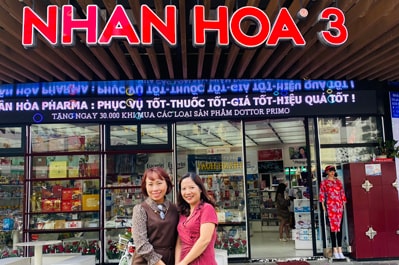 NHAN HOA 3
ÂN HÒA PHARMA : PHỤC VỤ TỐT-THUỐC TỐT-GIÁ TỐT-HIỆU QUẢ TỐT !
TẶNG NGAY 30.000 KHI MUA CÁC LOẠI SẢN PHẨM DOTTOR PRIMO